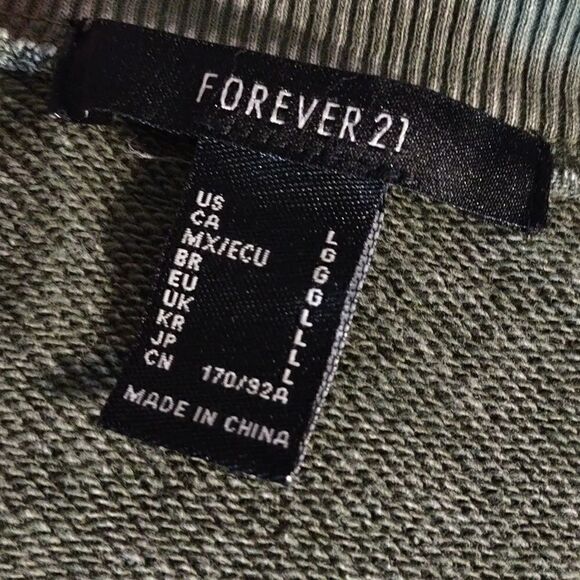 FOREVER 21
US L
CA G
MX/ECU G
BR G
EU L
UK L
KR L
JP L
CN 170/92A
MADE IN CHINA